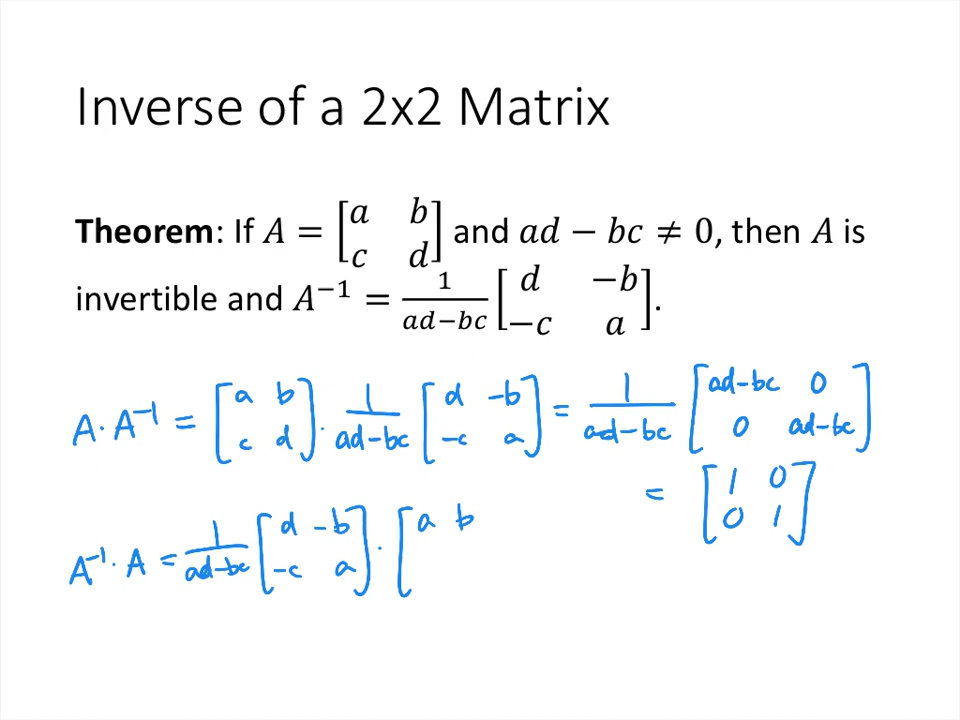 Inverse of a 2x2 Matrix
Theorem: If A = [a b; c d] and ad − bc ≠ 0, then A is
invertible and A⁻¹ = 1/(ad−bc) [d −b; −c a].
A · A⁻¹ = [a b; c d] · 1/(ad-bc) [d -b; -c a] = 1/(ad-bc) [ad-bc 0; 0 ad-bc]
= [1 0; 0 1]
A⁻¹ · A = 1/(ad-bc) [d -b; -c a] · [a b